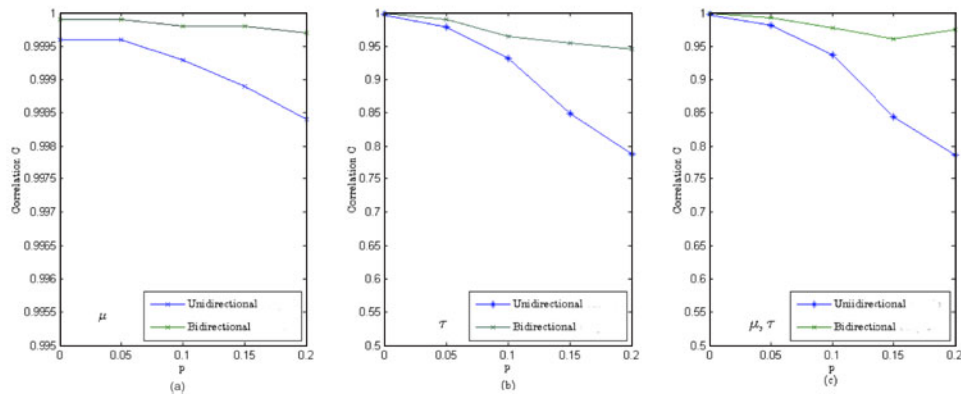 1
0.9995
0.999
0.9985
0.998
0.9975
0.997
0.9965
0.996
0.9955
0.995
Correlation C
0 0.05 0.1 0.15 0.2
P
(a)
μ
Unidirectional
Bidirectional
1
0.95
0.9
0.85
0.8
0.75
0.7
0.65
0.6
0.55
0.5
Correlation C
0 0.05 0.1 0.15 0.2
P
(b)
τ
Unidirectional
Bidirectional
1
0.95
0.9
0.85
0.8
0.75
0.7
0.65
0.6
0.55
0.5
Correlation C
0 0.05 0.1 0.15 0.2
P
(c)
μ, τ
Uniidirectional
Bidirectional